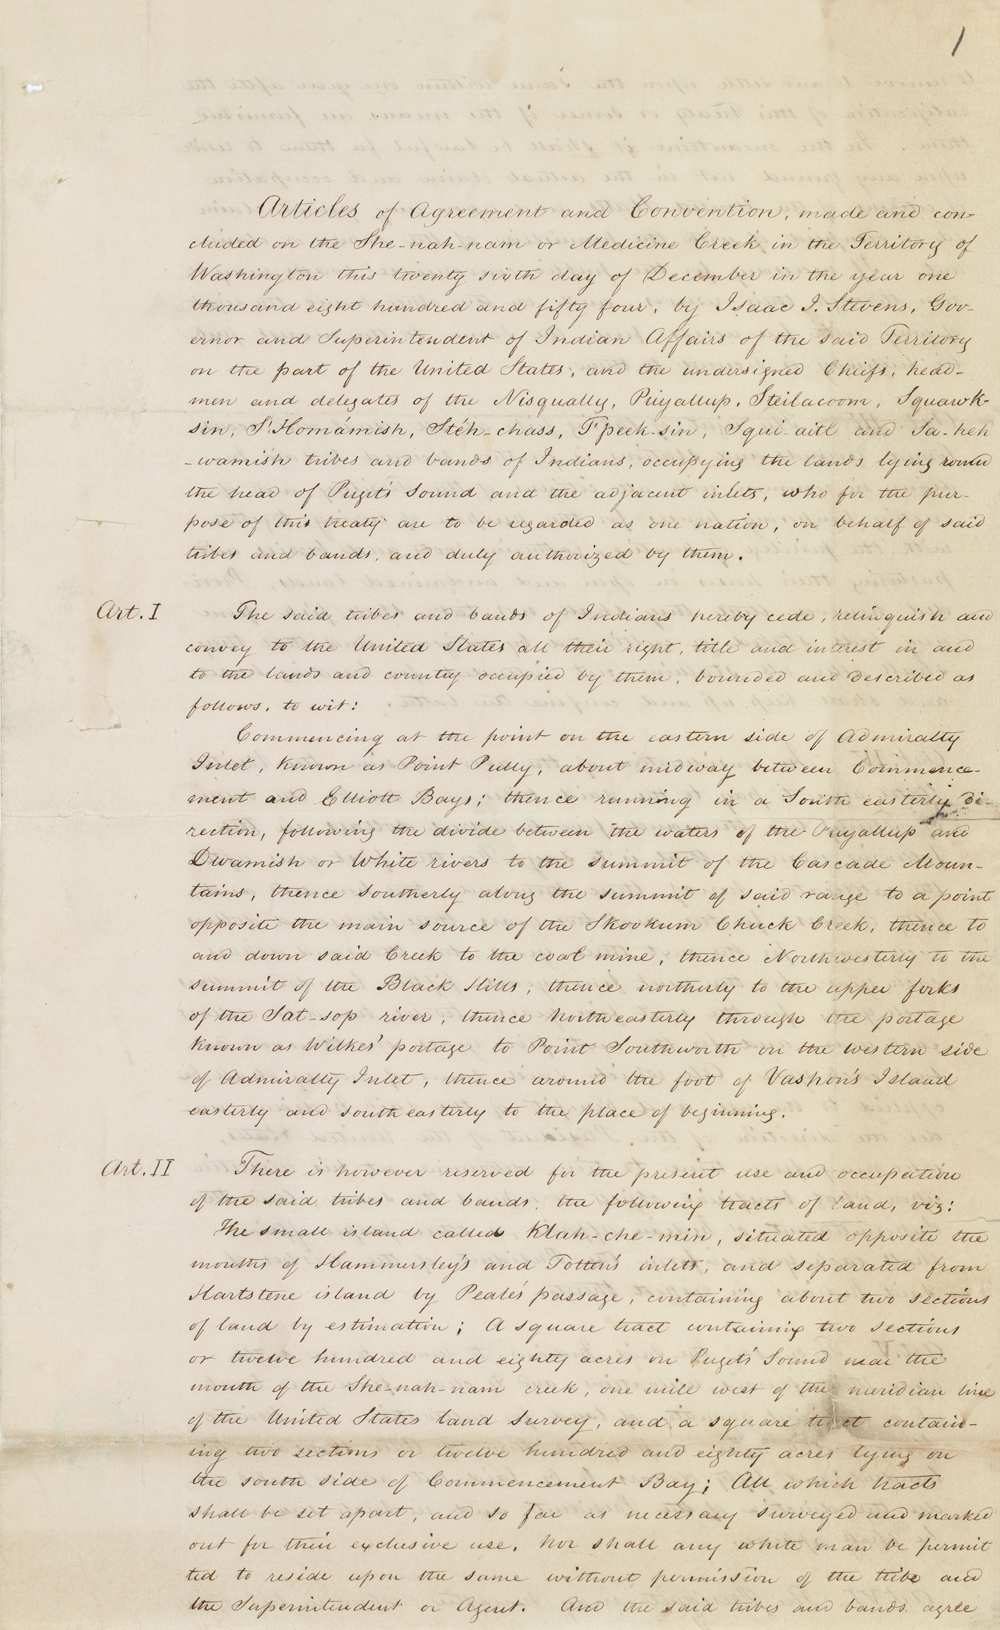 1
Articles of Agreement and Convention, made and con-
cluded on the She-nah-nam or Medicine Creek in the Territory of
Washington this twenty sixth day of December in the year one
thousand eight hundred and fifty four, by Isaac I. Stevens, Gov-
ernor and Superintendent of Indian Affairs of the said Territory
on the part of the United States, and the undersigned Chiefs, head-
men and delegates of the Nisqually, Puyallup, Steilacoom, Squawk-
sin, S'Homamish, Stéh-chass, T'peek-sin, Squi-aitl and Sa-heh
-wamish tribes and bands of Indians, occupying the lands lying round
the head of Puget's Sound and the adjacent inlets, who for the pur-
pose of this treaty are to be regarded as one nation, on behalf of said
tribes and bands, and duly authorized by them.
Art. I The said tribes and bands of Indians hereby cede, relinquish and
convey to the United States all their right, title and interest in and
to the lands and country occupied by them, bounded and described as
follows, to wit:
Commencing at the point on the eastern side of Admiralty
Inlet, known as Point Pully, about midway between Commence-
ment and Elliott Bays; thence running in a South easterly di-
rection, following the divide between the waters of the Puyallup and
Dwamish or White rivers to the summit of the Cascade Moun-
tains, thence southerly along the summit of said range to a point
opposite the main source of the Skookum Chuck Creek, thence to
and down said Creek to the coal mine, thence Northwesterly to the
summit of the Black Hills, thence northerly to the upper forks
of the Sat-sop river, thence northeasterly through the portage
known as Wilkes' portage to Point Southworth on the western side
of Admiralty Inlet, thence around the foot of Vashon's Island
easterly and south easterly to the place of beginning.
Art. II There is however reserved for the present use and occupation
of the said tribes and bands, the following tracts of land, viz:
The small island called Klah-che-min, situated opposite the
mouths of Hammersley's and Totten's inlets, and separated from
Hartstene island by Peale's passage, containing about two sections
of land by estimation; A square tract containing two sections
or twelve hundred and eighty acres on Puget's Sound near the
mouth of the She-nah-nam creek, one mile west of the meridian line
of the United States land survey, and a square tract contain-
ing two sections or twelve hundred and eighty acres lying on
the south side of Commencement Bay; All which tracts
shall be set apart, and so far as necessary surveyed and marked
out for their exclusive use, nor shall any white man be permit
ted to reside upon the same without permission of the tribe and
the Superintendent or Agent. And the said tribes and bands agree